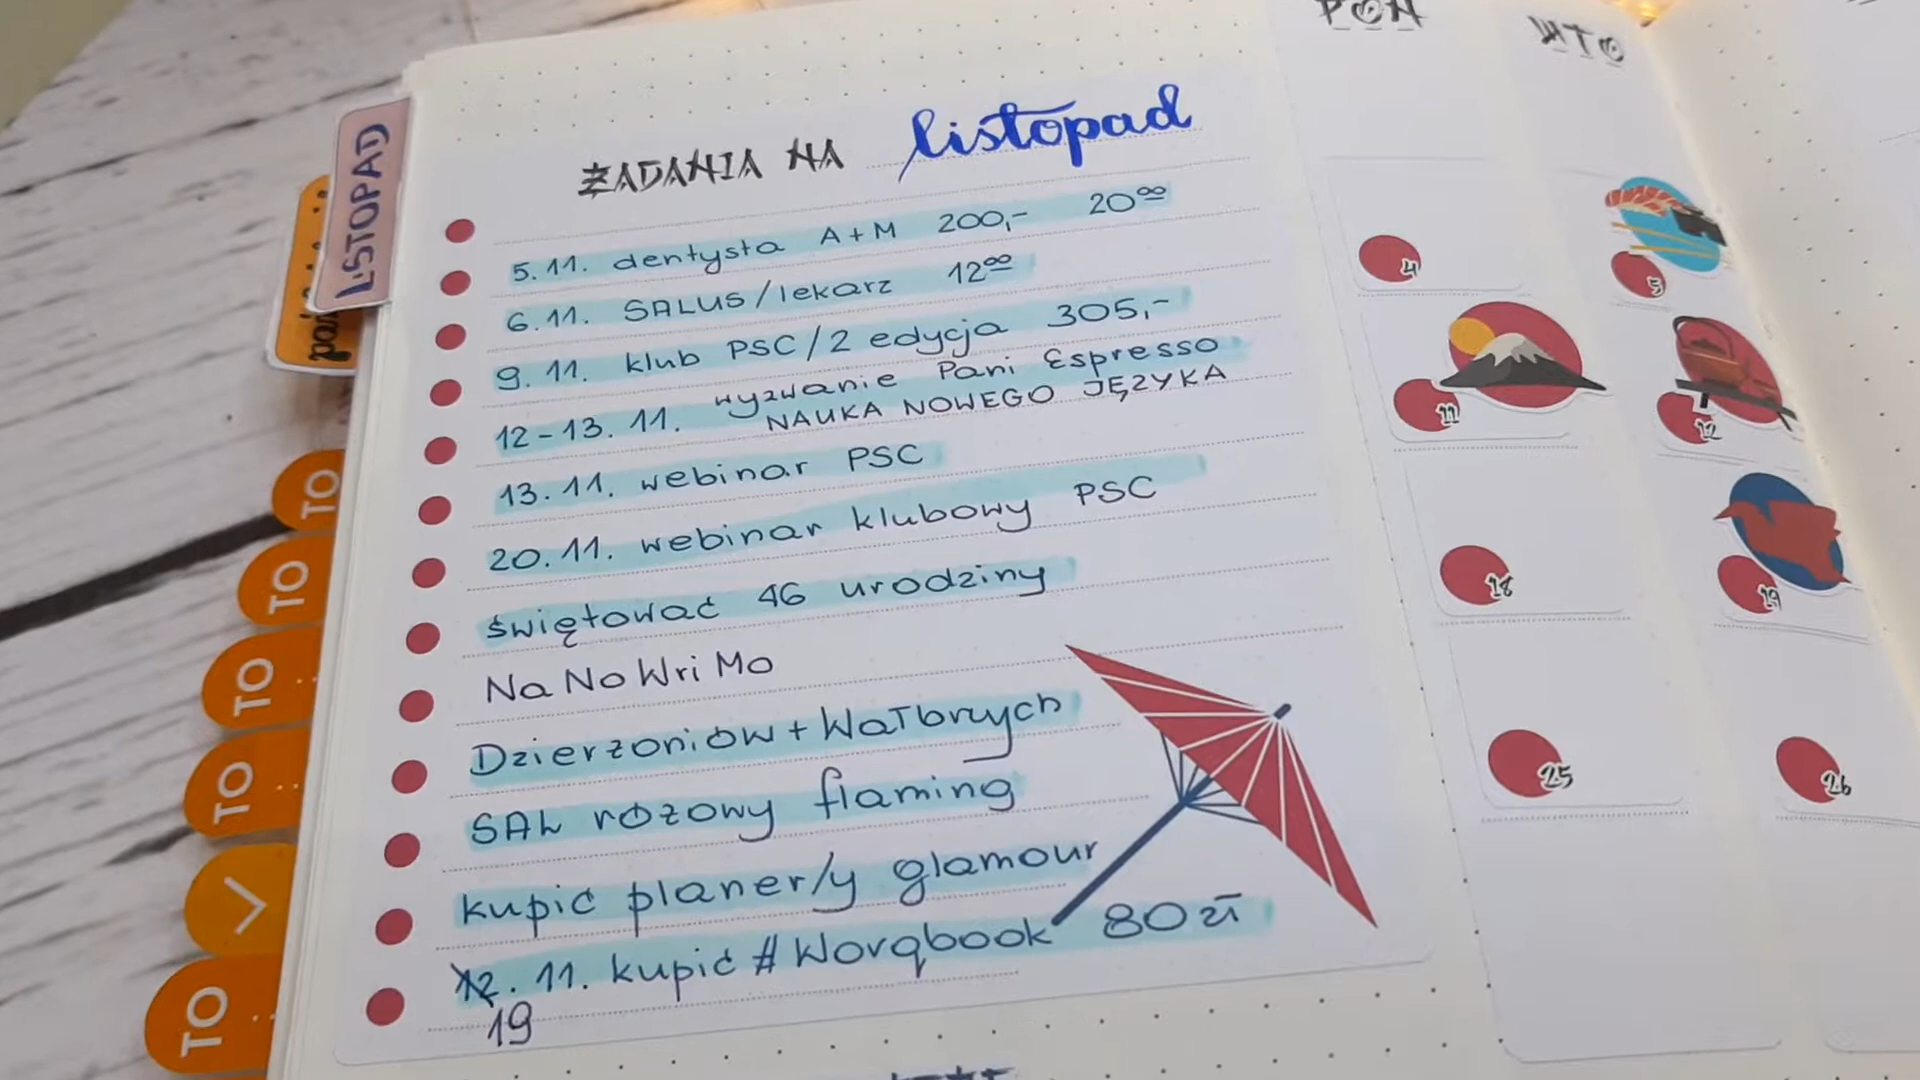 ZADANIA NA listopad
5.11. dentysta A+M 200,- 20⁰⁰
6.11. SALUS/lekarz 12⁰⁰
9.11. klub PSC/2 edycja 305,-
12-13.11. wyzwanie Pani Espresso
NAUKA NOWEGO JĘZYKA
13.11. webinar PSC
20.11. webinar klubowy PSC
świętować 46 urodziny
NaNoWriMo
Dzierżoniów + Wałbrzych
SAL różowy flaming
kupić planer/y glamour
12.11. kupić #Worqbook 80 zł
19
LISTOPAD
TO
TO
TO
TO
TO
PON
WTO
4
5
11
12
18
19
25
26